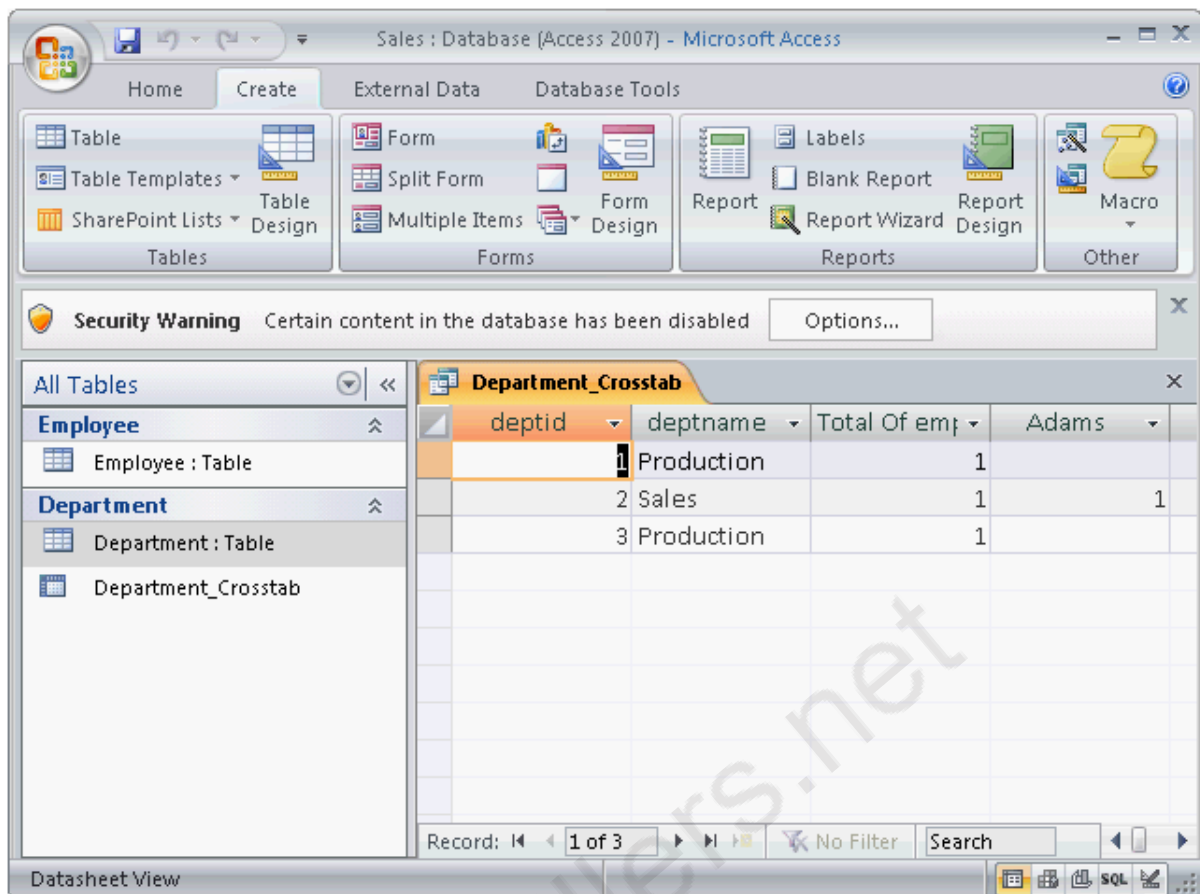 Sales : Database (Access 2007) - Microsoft Access
Home Create External Data Database Tools
Table
Table Templates
SharePoint Lists
Table Design
Tables
Form
Split Form
Multiple Items
Form Design
Forms
Report
Labels
Blank Report
Report Wizard
Report Design
Reports
Macro
Other
Security Warning Certain content in the database has been disabled Options...
All Tables
Employee
Employee : Table
Department
Department : Table
Department_Crosstab
Department_Crosstab
deptid deptname Total Of emp Adams
1 Production 1
2 Sales 1 1
3 Production 1
Record: 1 of 3 No Filter Search
Datasheet View SQL